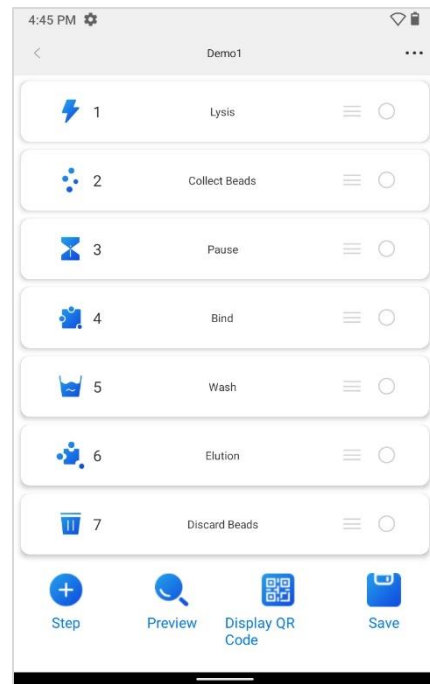 4:45 PM
Demo1
1 Lysis
2 Collect Beads
3 Pause
4 Bind
5 Wash
6 Elution
7 Discard Beads
Step Preview Display QR Save
Code